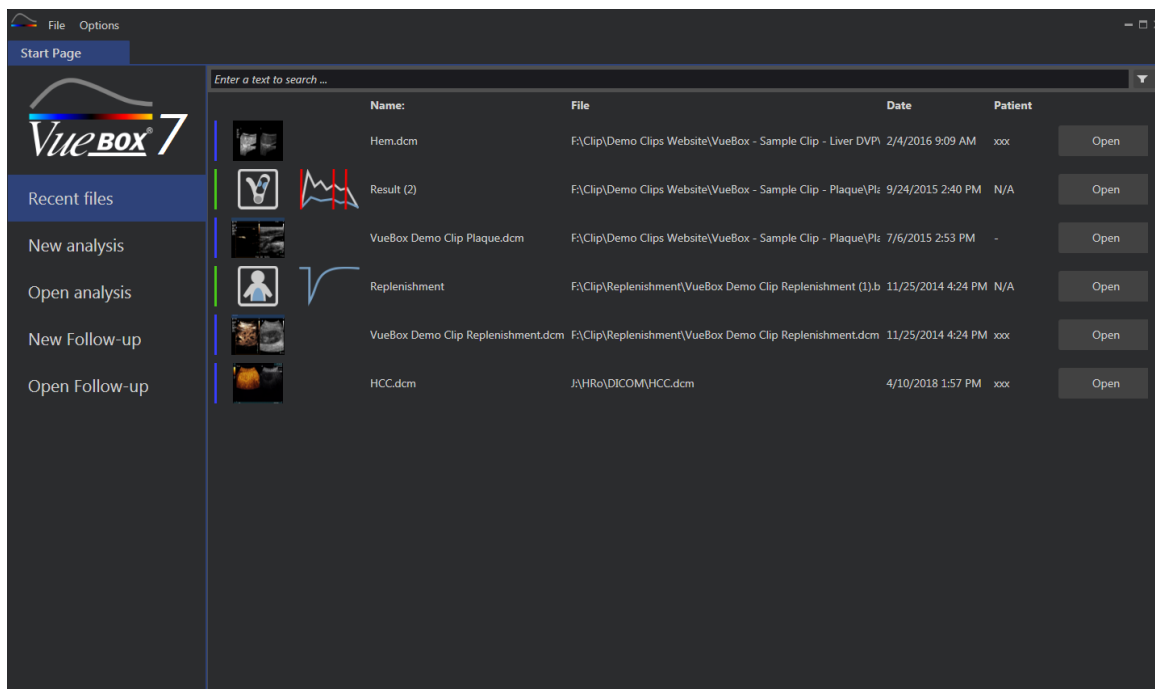 File Options
Start Page
VueBOX® 7
Recent files
New analysis
Open analysis
New Follow-up
Open Follow-up
Enter a text to search ...
Name: File Date Patient
Hem.dcm F:\Clip\Demo Clips Website\VueBox - Sample Clip - Liver DVP\ 2/4/2016 9:09 AM xxx Open
Result (2) F:\Clip\Demo Clips Website\VueBox - Sample Clip - Plaque\Pla 9/24/2015 2:40 PM N/A Open
VueBox Demo Clip Plaque.dcm F:\Clip\Demo Clips Website\VueBox - Sample Clip - Plaque\Pla 7/6/2015 2:53 PM - Open
Replenishment F:\Clip\Replenishment\VueBox Demo Clip Replenishment (1).b 11/25/2014 4:24 PM N/A Open
VueBox Demo Clip Replenishment.dcm F:\Clip\Replenishment\VueBox Demo Clip Replenishment.dcm 11/25/2014 4:24 PM xxx Open
HCC.dcm J:\HRo\DICOM\HCC.dcm 4/10/2018 1:57 PM xxx Open